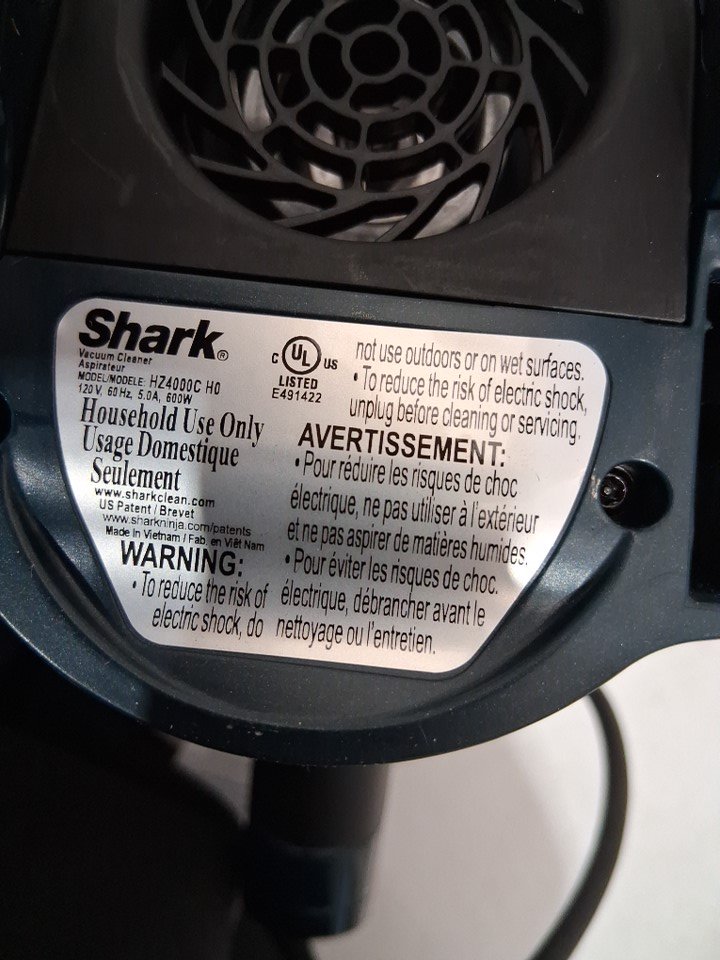 Shark®
Vacuum Cleaner
Aspirateur
MODEL/MODELE: HZ4000C H0
120 V, 60 Hz, 5.0A, 600W
Household Use Only
Usage Domestique
Seulement
www.sharkclean.com
US Patent / Brevet
www.sharkninja.com/patents
Made in Vietnam / Fab. en Viêt Nam
WARNING:
• To reduce the risk of
electric shock, do
C UL US
LISTED
E491422
not use outdoors or on wet surfaces.
• To reduce the risk of electric shock,
unplug before cleaning or servicing.
AVERTISSEMENT:
• Pour réduire les risques de choc
électrique, ne pas utiliser à l'extérieur
et ne pas aspirer de matières humides.
• Pour éviter les risques de choc.
électrique, débrancher avant le
nettoyage ou l'entretien.